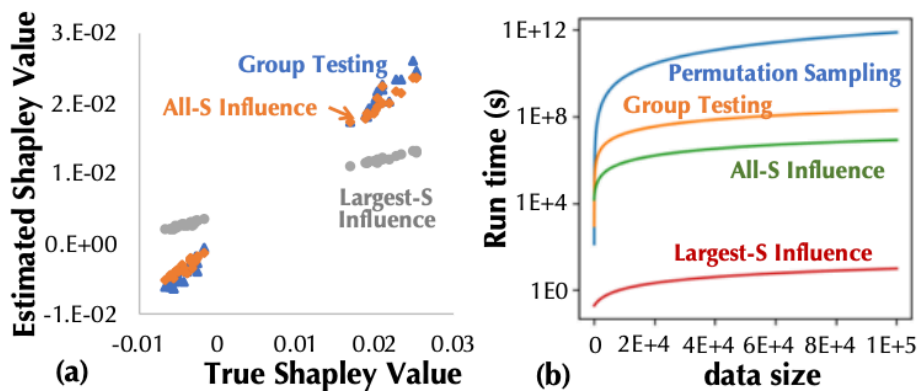 Estimated Shapley Value
3.E-02
2.E-02
1.E-02
0.E+00
-1.E-02
Group Testing
All-S Influence
Largest-S
Influence
-0.01
0
0.01
0.02
0.03
(a)
True Shapley Value
Run time (s)
1E+12
1E+8
1E+4
1E0
Permutation Sampling
Group Testing
All-S Influence
Largest-S Influence
0
2E+4
4E+4
6E+4
8E+4
1E+5
(b)
data size